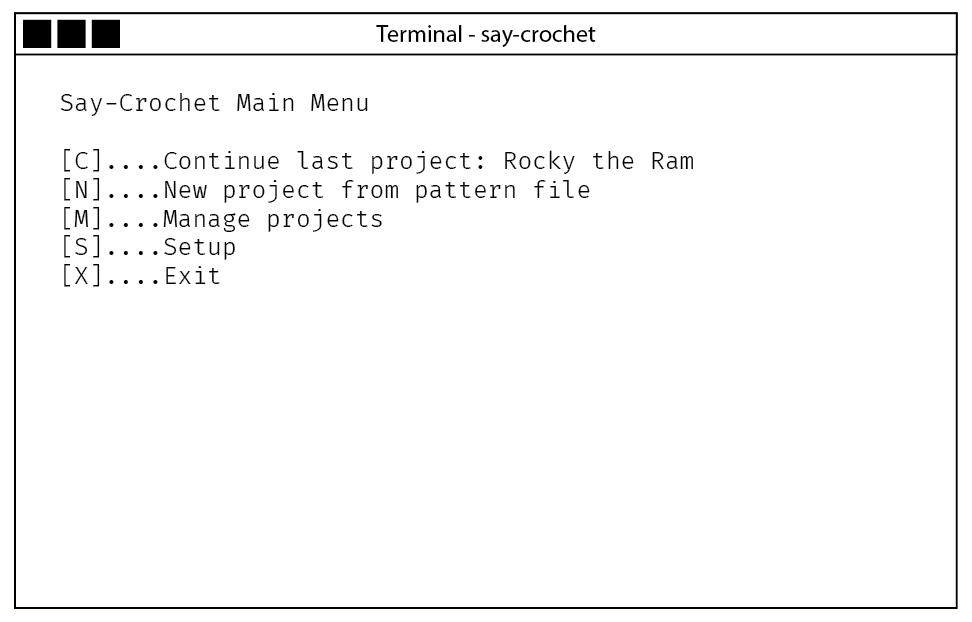 Terminal - say-crochet
Say-Crochet Main Menu
[C]....Continue last project: Rocky the Ram
[N]....New project from pattern file
[M]....Manage projects
[S]....Setup
[X]....Exit